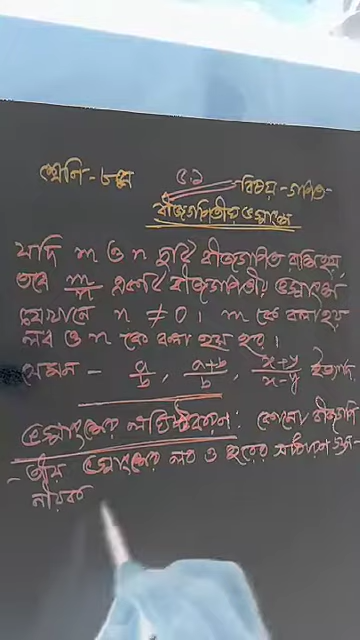 শ্রেণি - ৮ম ৫১ বিষয় - গণিত
বীজগণিতীয় ভগ্নাংশ
যদি m ও n দুটি বীজগণিত রাশি হয়,
তবে m/n একটি বীজগণিতীয় ভগ্নাংশ
যেখানে n ≠ 0। m কে বলা হয়
লব ও n কে বলা হয় হর।
যেমন - a/b, a+b/b, x+y/x-y ইত্যাদি
ভগ্নাংশের লঘিষ্ঠকরণ: কোনো বীজগণি
- তীয় ভগ্নাংশের লব ও হরের সাধারণ গুণ-
নীয়ক